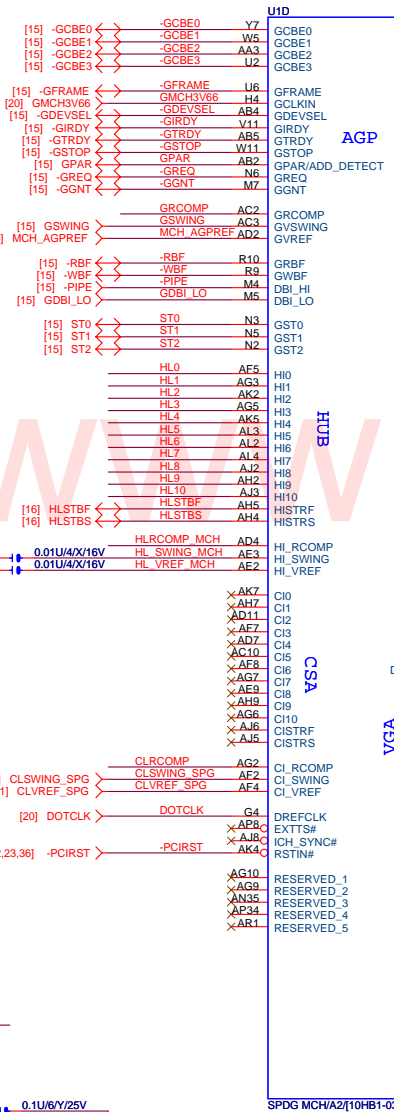 U1D
[15] -GCBE0 -GCBE0 Y7 GCBE0
[15] -GCBE1 -GCBE1 W5 GCBE1
[15] -GCBE2 -GCBE2 AA3 GCBE2
[15] -GCBE3 -GCBE3 U2 GCBE3
[15] -GFRAME -GFRAME U6 GFRAME
[20] GMCH3V66 GMCH3V66 H4 GCLKIN
[15] -GDEVSEL -GDEVSEL AB4 GDEVSEL
[15] -GIRDY -GIRDY V11 GIRDY
[15] -GTRDY -GTRDY AB5 GTRDY
AGP
[15] -GSTOP -GSTOP W11 GSTOP
[15] GPAR GPAR AB2 GPAR/ADD_DETECT
[15] -GREQ -GREQ N6 GREQ
[15] -GGNT -GGNT M7 GGNT
GRCOMP AC2 GRCOMP
[15] GSWING GSWING AC3 GVSWING
] MCH_AGPREF MCH_AGPREF AD2 GVREF
[15] -RBF -RBF R10 GRBF
[15] -WBF -WBF R9 GWBF
[15] -PIPE -PIPE M4 DBI_HI
[15] GDBI_LO GDBI_LO M5 DBI_LO
[15] ST0 ST0 N3 GST0
[15] ST1 ST1 N5 GST1
[15] ST2 ST2 N2 GST2
HL0 AF5 HI0
HL1 AG3 HI1
HL2 AK2 HI2
HL3 AG5 HI3
HL4 AK5 HI4
HUB
HL5 AL3 HI5
HL6 AL2 HI6
HL7 AL4 HI7
HL8 AJ2 HI8
HL9 AH2 HI9
HL10 AJ3 HI10
[16] HLSTBF HLSTBF AH5 HISTRF
[16] HLSTBS HLSTBS AH4 HISTRS
WWW
HLRCOMP_MCH AD4 HI_RCOMP
0.01U/4/X/16V HL_SWING_MCH AE3 HI_SWING
0.01U/4/X/16V HL_VREF_MCH AE2 HI_VREF
AK7 CI0
AH7 CI1
AD11 CI2
AF7 CI3
AD7 CI4
AC10 CI5
AF8 CI6
CSA
AG7 CI7
AE9 CI8
AH9 CI9
AG6 CI10
AJ6 CISTRF
AJ5 CISTRS
D
VGA
CLRCOMP AG2 CI_RCOMP
] CLSWING_SPG CLSWING_SPG AF2 CI_SWING
1] CLVREF_SPG CLVREF_SPG AF4 CI_VREF
[20] DOTCLK DOTCLK G4 DREFCLK
AP8 EXTTS#
AJ8 ICH_SYNC#
,23,36] -PCIRST -PCIRST AK4 RSTIN#
AG10 RESERVED_1
AG9 RESERVED_2
AN35 RESERVED_3
AP34 RESERVED_4
AR1 RESERVED_5
0.1U/6/Y/25V
SPDG MCH/A2/[10HB1-03